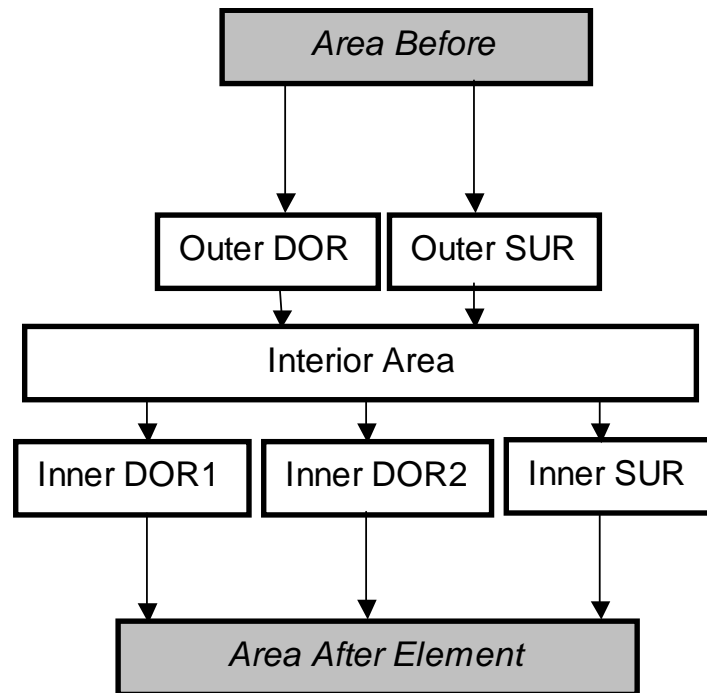 Area Before
Outer DOR
Outer SUR
Interior Area
Inner DOR1
Inner DOR2
Inner SUR
Area After Element